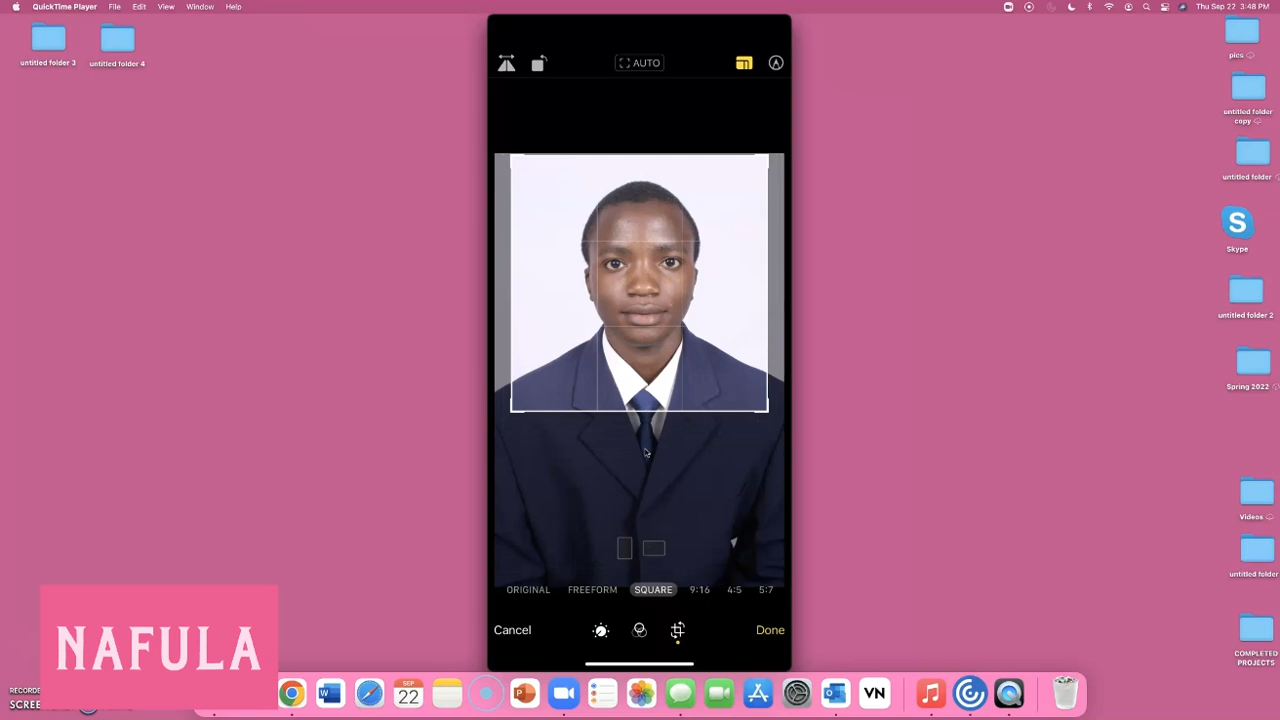 QuickTime Player File Edit View Window Help
Thu Sep 22 3:48 PM
untitled folder 3
untitled folder 4
pics
untitled folder
copy
untitled folder
Skype
untitled folder 2
Spring 2022
Videos
untitled folder
COMPLETED
PROJECTS
AUTO
ORIGINAL FREEFORM SQUARE 9:16 4:5 5:7
Cancel
Done
NAFULA
RECORDE
SCREE
W
SEP
22
P
VN